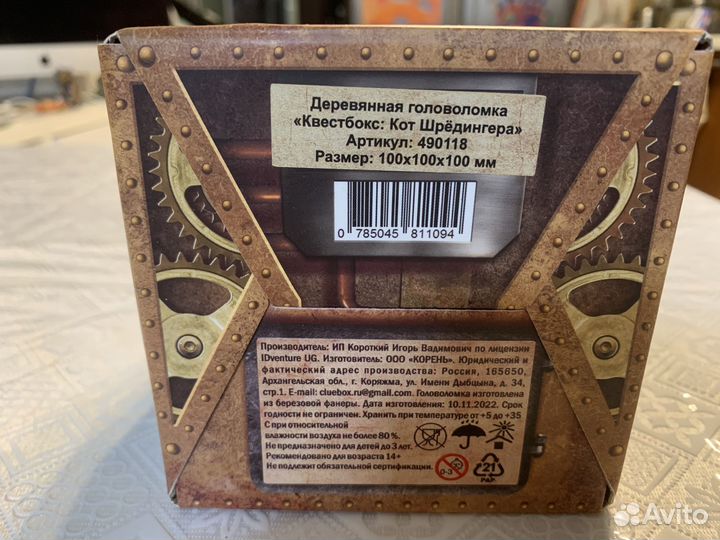 Деревянная головоломка
«Квестбокс: Кот Шрёдингера»
Артикул: 490118
Размер: 100х100х100 мм
0 785045 811094
Производитель: ИП Короткий Игорь Вадимович по лицензии
IDventure UG. Изготовитель: ООО «КОРЕНЬ». Юридический и
фактический адрес производства: Россия, 165650,
Архангельская обл., г. Коряжма, ул. Имени Дыбцына, д. 34,
стр.1. E-mail: cluebox.ru@gmail.com. Головоломка изготовлена
из березовой фанеры. Дата изготовления: 10.11.2022. Срок
годности не ограничен. Хранить при температуре от +5 до +35
С при относительной
влажности воздуха не более 80 %.
Не предназначено для детей до 3 лет.
Рекомендовано для возраста 14+
Не подлежит обязательной сертификации.
0-3
21
PAP
Avito